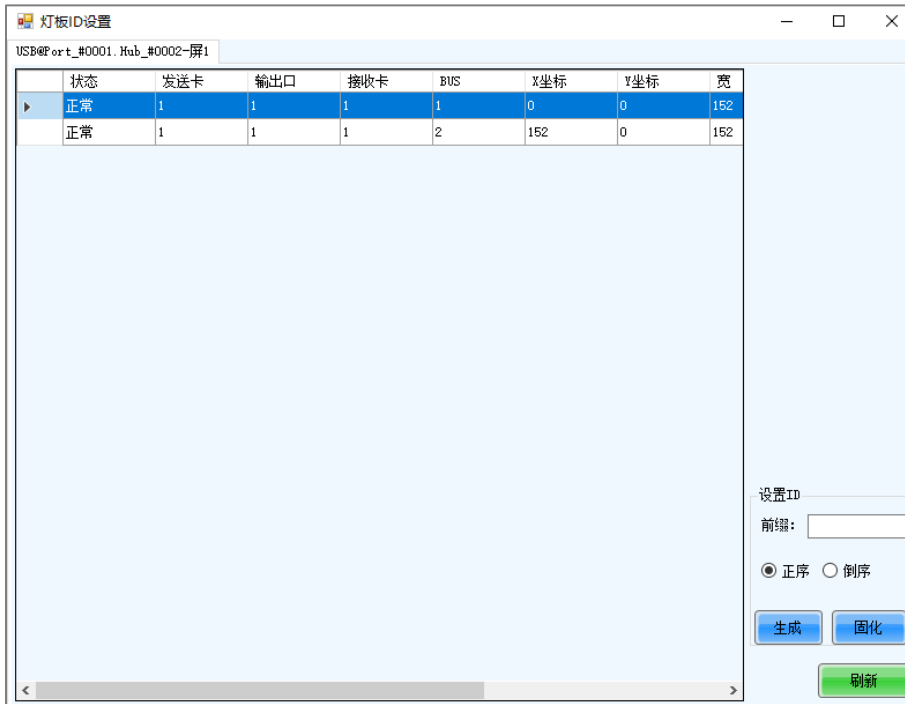 灯板ID设置
USB@Port_#0001.Hub_#0002-屏1
状态 发送卡 输出口 接收卡 BUS X坐标 Y坐标 宽
正常 1 1 1 1 0 0 152
正常 1 1 1 2 152 0 152
设置ID
前缀:
正序 倒序
生成 固化
刷新